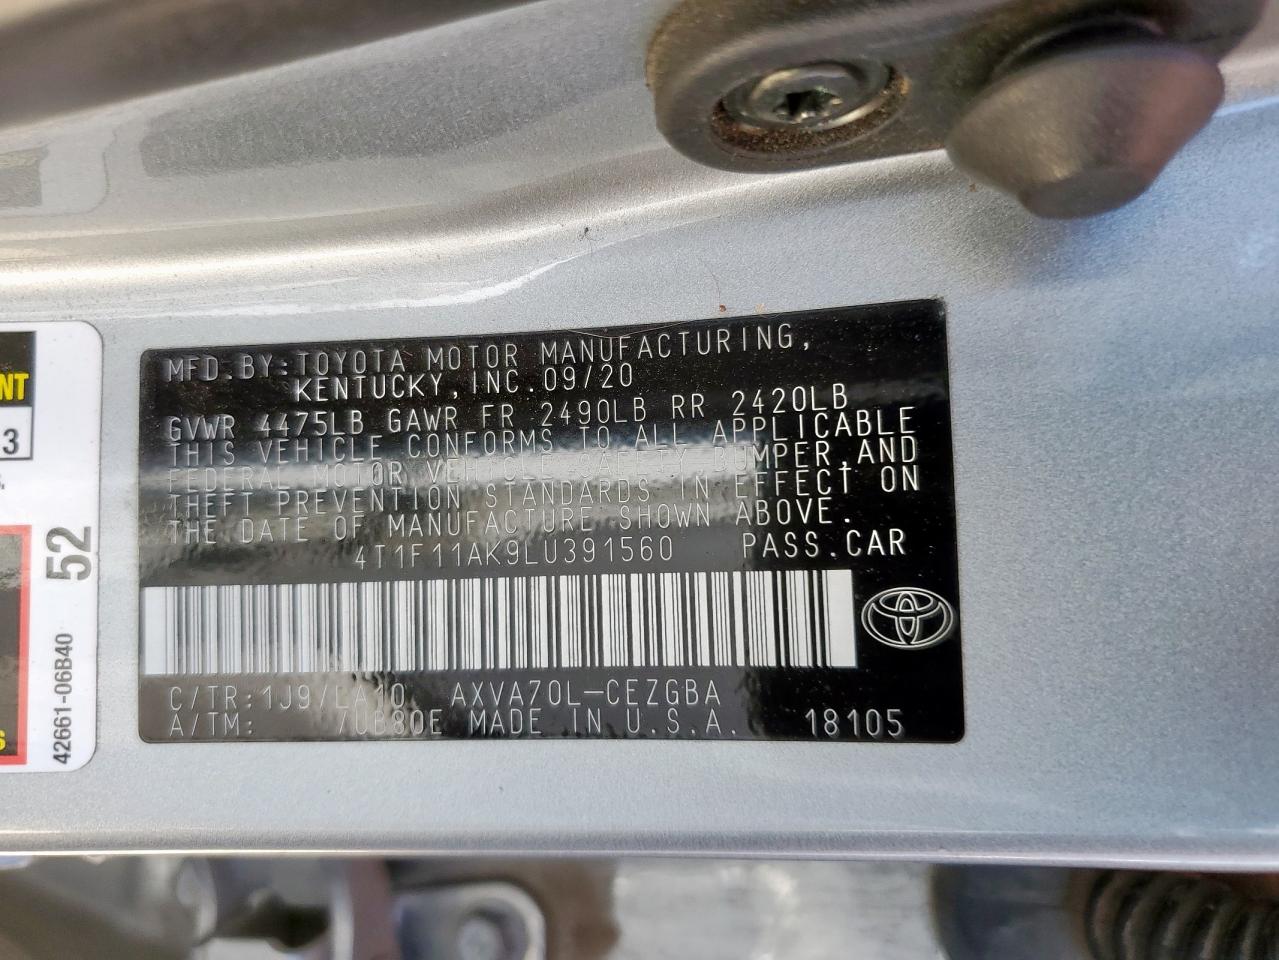 MFD.BY:TOYOTA MOTOR MANUFACTURING,
KENTUCKY,INC.09/20
GVWR 4475LB GAWR FR 2490LB RR 2420LB
THIS VEHICLE CONFORMS TO ALL APPLICABLE
FEDERAL MOTOR VEHICLE SAFETY,BUMPER,AND
THEFT PREVENTION STANDARDS IN EFFECT ON
THE DATE OF MANUFACTURE SHOWN ABOVE.
4T1F11AK9LU391560 PASS.CAR
C/TR:1J9/LA10 AXVA70L-CEZGBA
A/TM: /UB80E MADE IN U.S.A. 18105
NT
3
52
42661-06B40